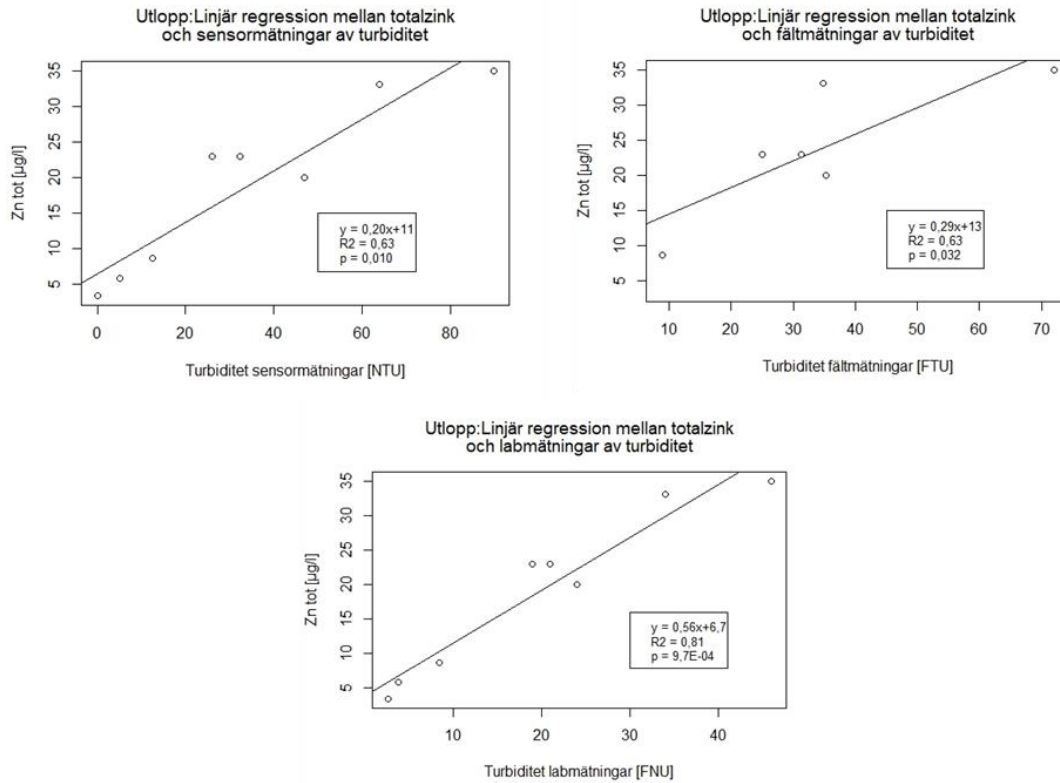 Utlopp:Linjär regression mellan totalzink
och sensormätningar av turbiditet
35
30
25
20
15
10
5
Zn tot [µg/l]
y = 0,20x+11
R2 = 0,63
p = 0,010
0 20 40 60 80
Turbiditet sensormätningar [NTU]
Utlopp:Linjär regression mellan totalzink
och fältmätningar av turbiditet
35
30
25
20
15
10
5
Zn tot [µg/l]
y = 0,29x+13
R2 = 0,63
p = 0,032
10 20 30 40 50 60 70
Turbiditet fältmätningar [FTU]
Utlopp:Linjär regression mellan totalzink
och labmätningar av turbiditet
35
30
25
20
15
10
5
Zn tot [µg/l]
y = 0,56x+6,7
R2 = 0,81
p = 9,7E-04
10 20 30 40
Turbiditet labmätningar [FNU]